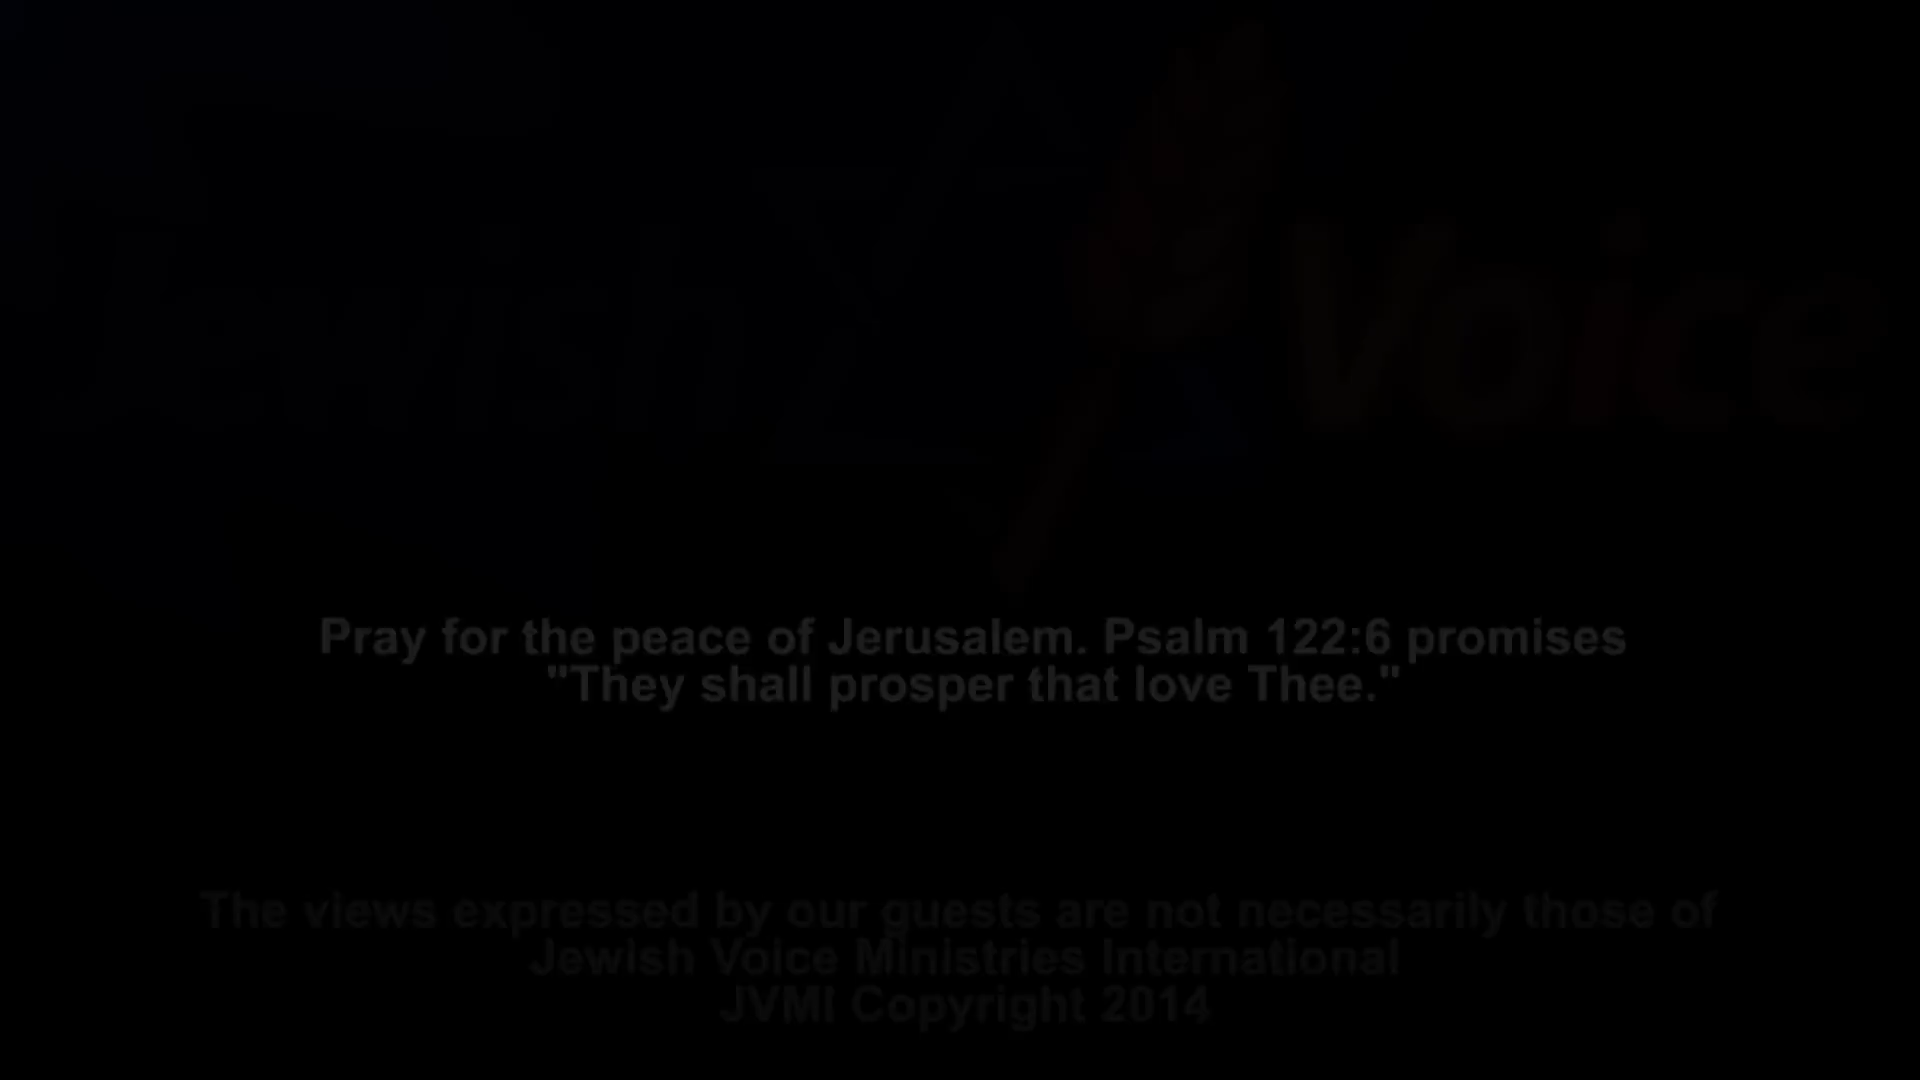 Jewish Voice
Pray for the peace of Jerusalem. Psalm 122:6 promises
"They shall prosper that love Thee."
The views expressed by our guests are not necessarily those of
Jewish Voice Ministries International
JVMI Copyright 2014